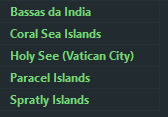 Bassas da India
Coral Sea Islands
Holy See (Vatican City)
Paracel Islands
Spratly Islands